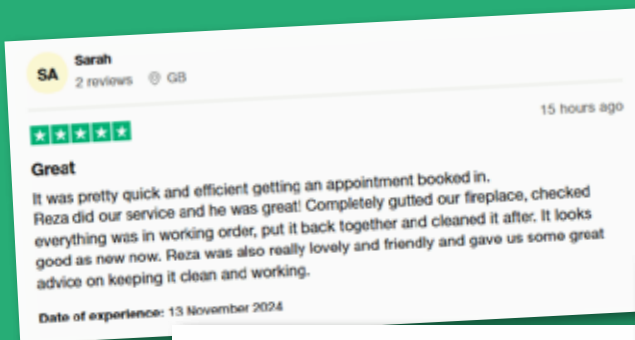 SA
Sarah
2 reviews GB
15 hours ago
Great
It was pretty quick and efficient getting an appointment booked in.
Reza did our service and he was great! Completely gutted our fireplace, checked
everything was in working order, put it back together and cleaned it after. It looks
good as new now. Reza was also really lovely and friendly and gave us some great
advice on keeping it clean and working.
Date of experience: 13 November 2024